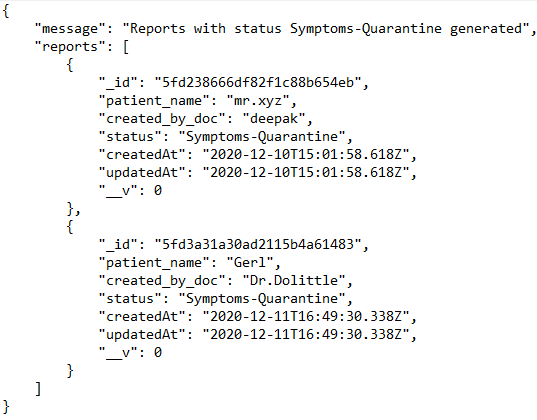 {
    "message": "Reports with status Symptoms-Quarantine generated",
    "reports": [
        {
            "_id": "5fd238666df82f1c88b654eb",
            "patient_name": "mr.xyz",
            "created_by_doc": "deepak",
            "status": "Symptoms-Quarantine",
            "createdAt": "2020-12-10T15:01:58.618Z",
            "updatedAt": "2020-12-10T15:01:58.618Z",
            "__v": 0
        },
        {
            "_id": "5fd3a31a30ad2115b4a61483",
            "patient_name": "Gerl",
            "created_by_doc": "Dr.Dolittle",
            "status": "Symptoms-Quarantine",
            "createdAt": "2020-12-11T16:49:30.338Z",
            "updatedAt": "2020-12-11T16:49:30.338Z",
            "__v": 0
        }
    ]
}